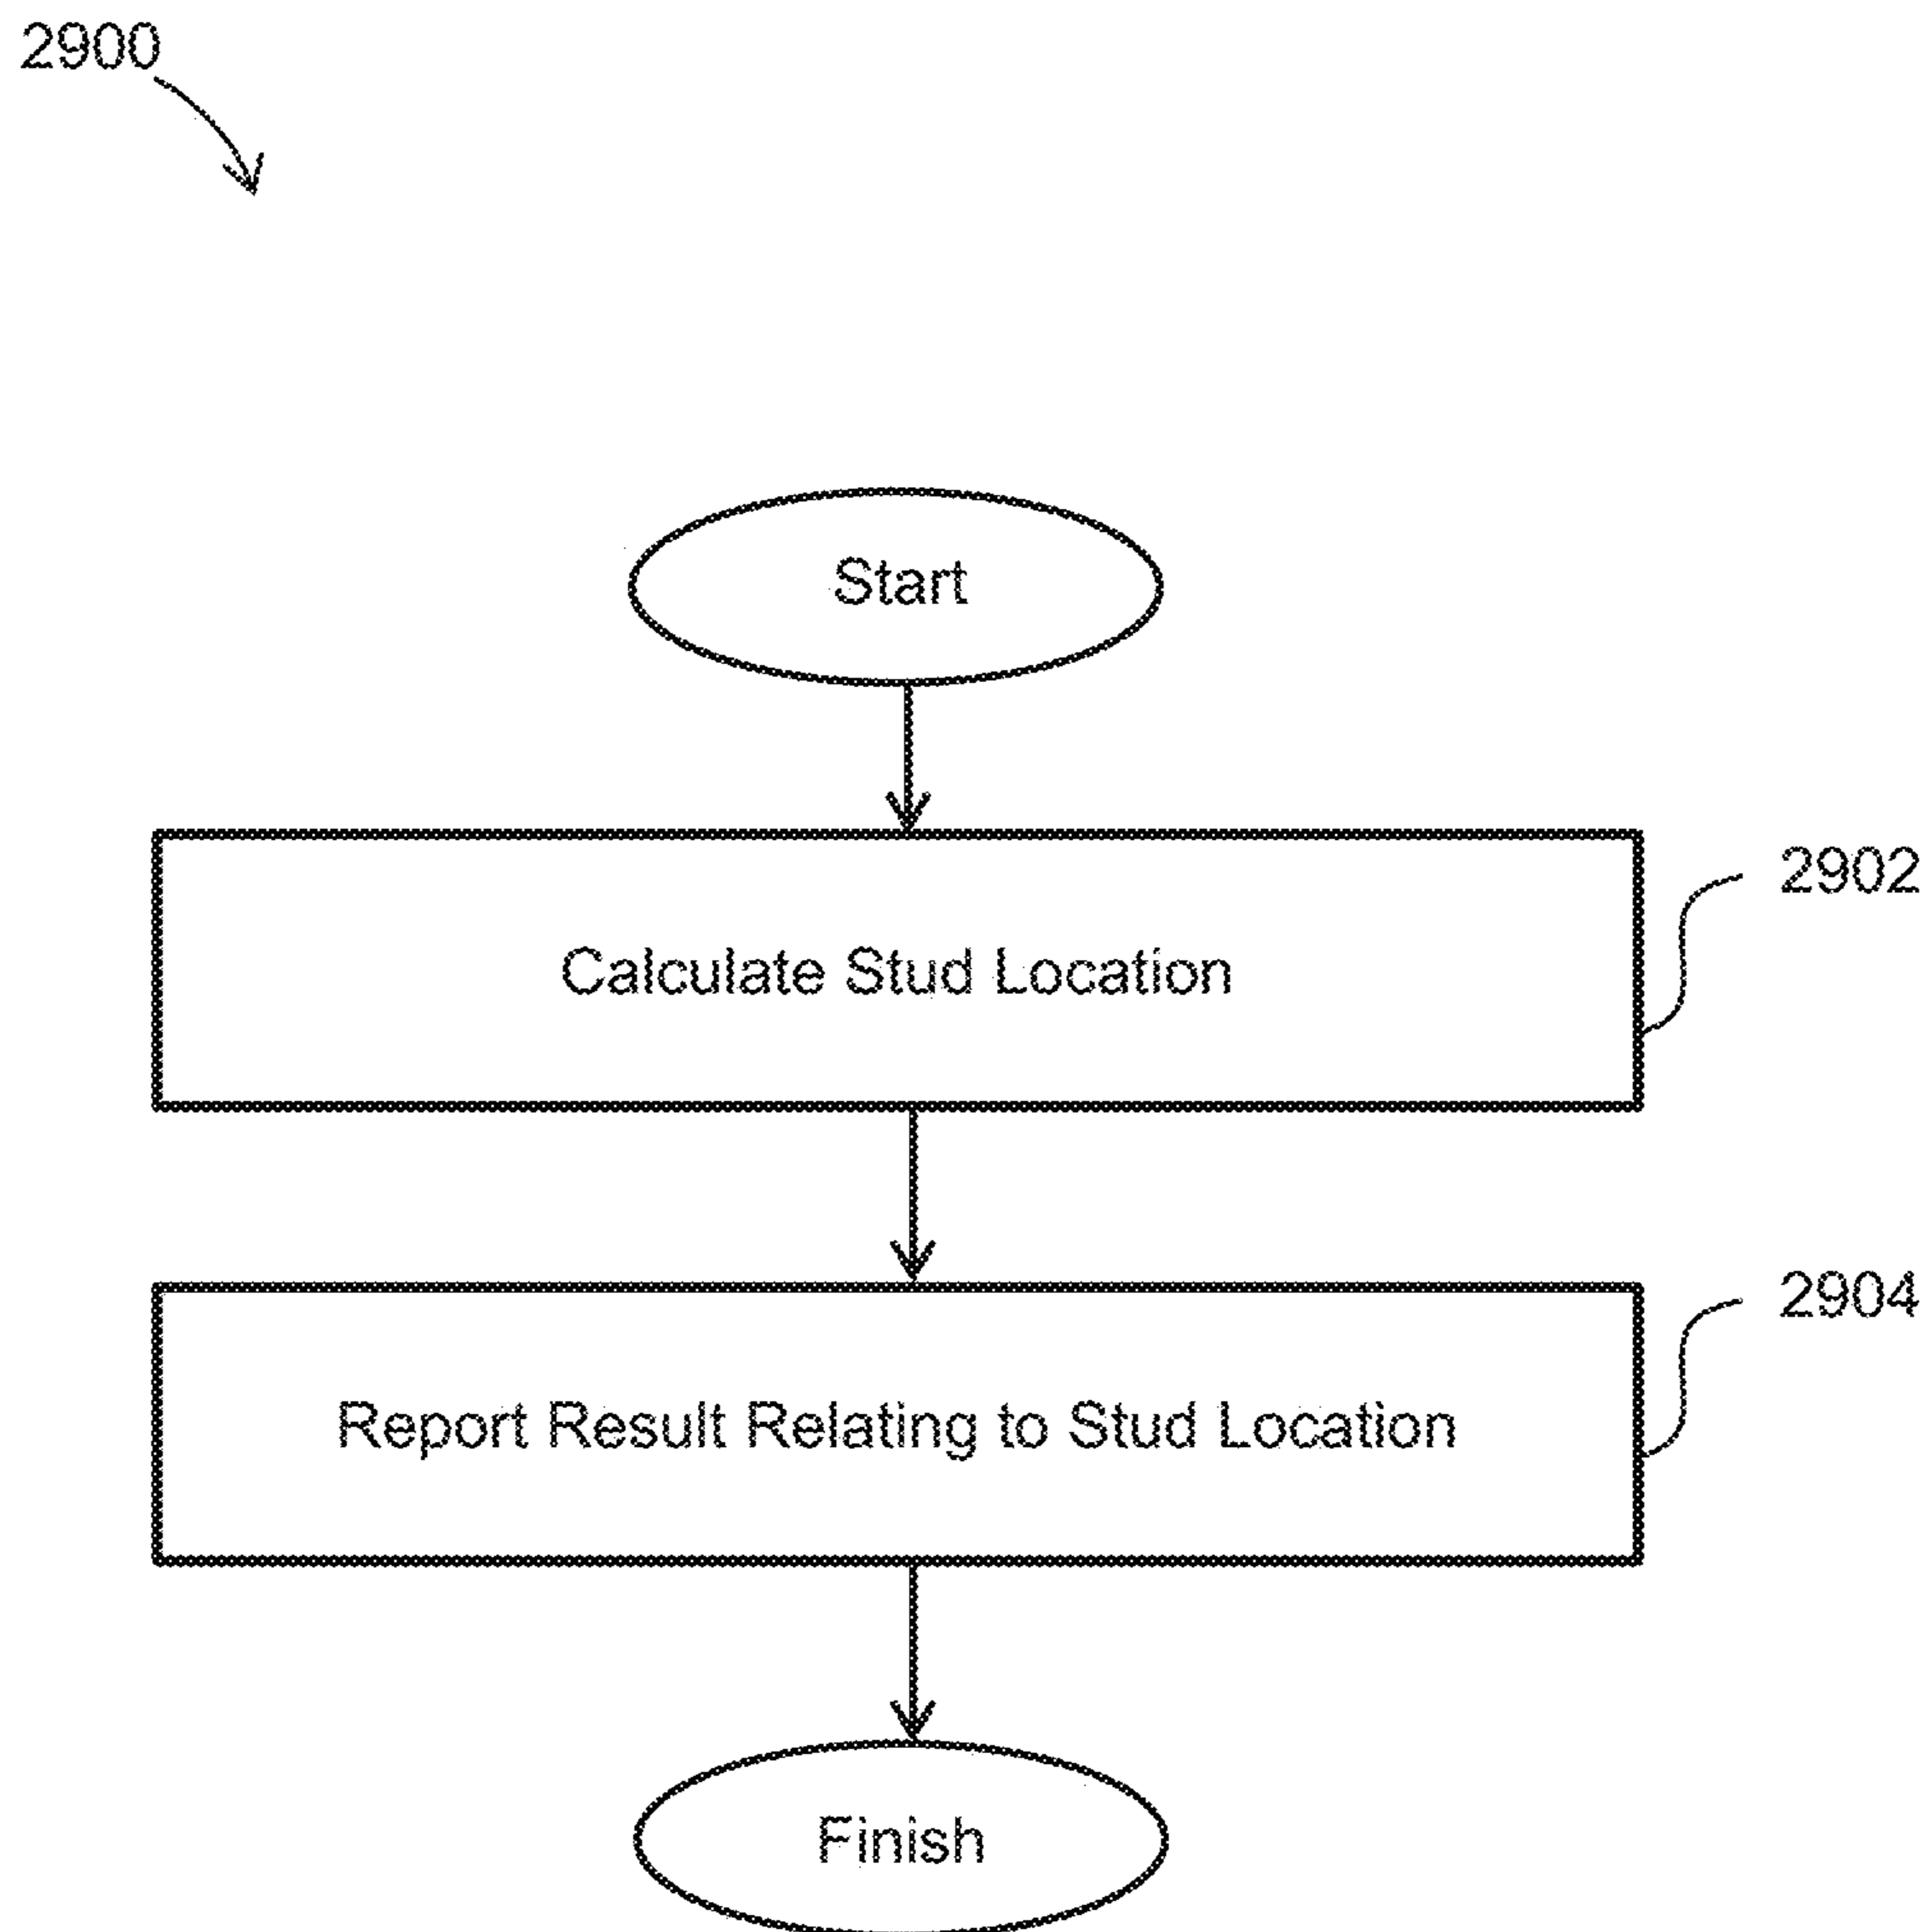 2900
Start
Calculate Stud Location
2902
Report Result Relating to Stud Location
2904
Finish